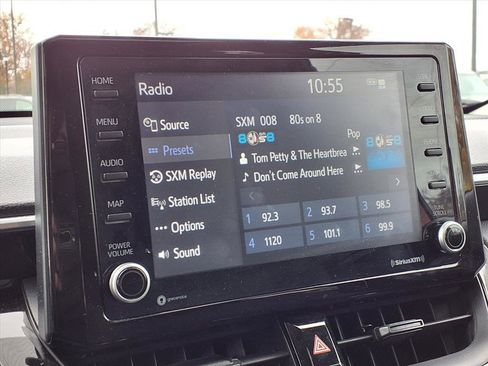 HOME
MENU
AUDIO
MAP
POWER
VOLUME
Radio
10:55
Source
SXM 008 80s on 8
Presets
Pop
Tom Petty & The Heartbrea
SXM Replay
Don't Come Around Here
Station List
1 92.3
2 93.7
3 98.5
Options
4 1120
5 101.1
6 99.9
Sound
TUNE
SCROLL
SiriusXM